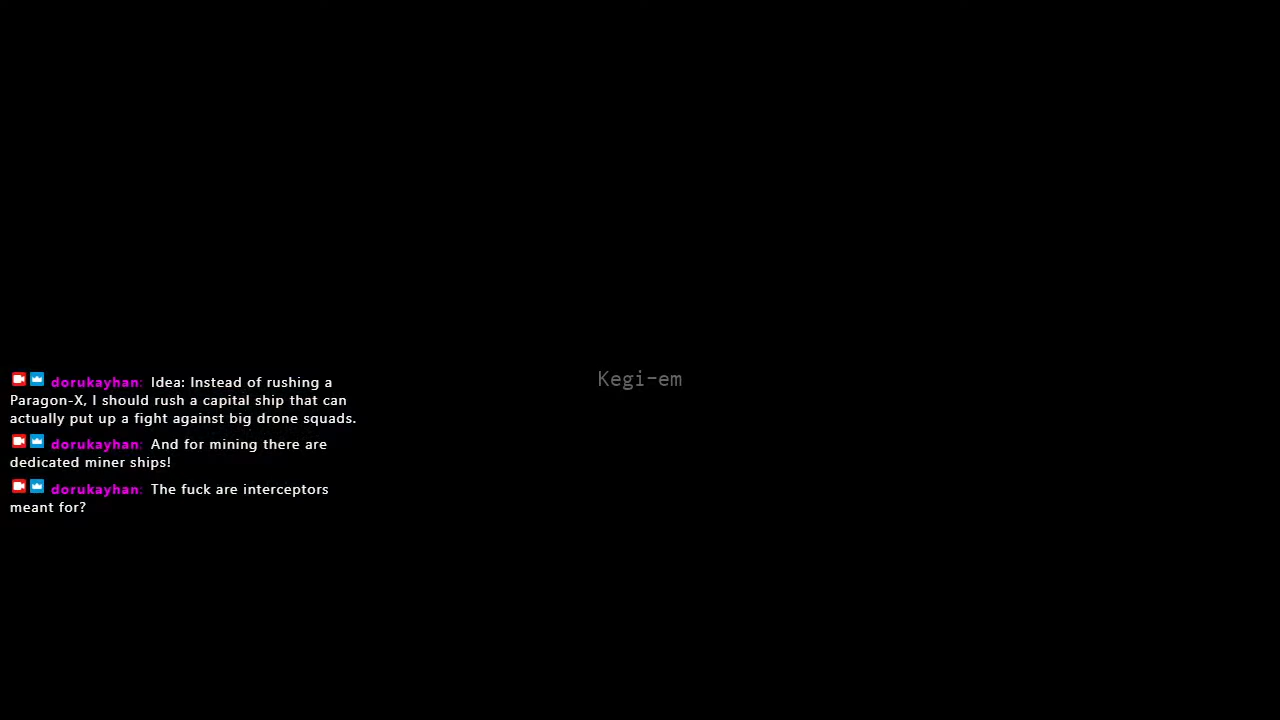 dorukayhan: Idea: Instead of rushing a
Paragon-X, I should rush a capital ship that can
actually put up a fight against big drone squads.
dorukayhan: And for mining there are
dedicated miner ships!
dorukayhan: The fuck are interceptors
meant for?
Kegi-em